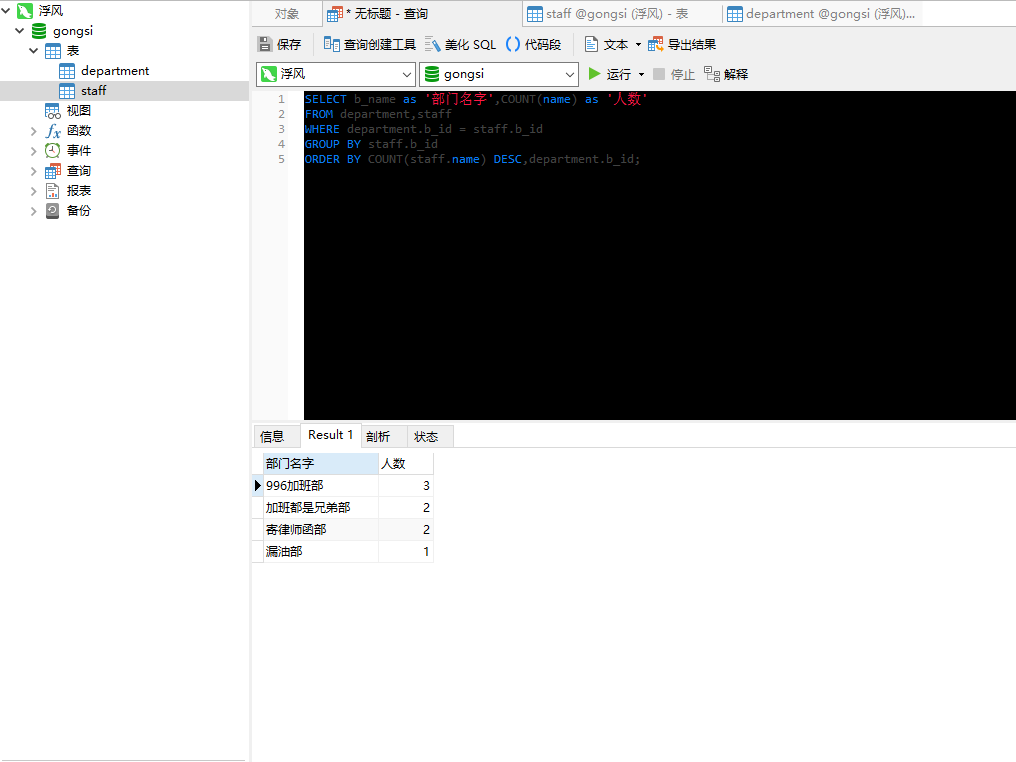 浮风
gongsi
表
department
staff
视图
函数
事件
查询
报表
备份
对象
* 无标题 - 查询
staff @gongsi (浮风) - 表
department @gongsi (浮风)...
保存
查询创建工具
美化 SQL
代码段
文本
导出结果
浮风
gongsi
运行
停止
解释
1 SELECT b_name as '部门名字',COUNT(name) as '人数'
2 FROM department,staff
3 WHERE department.b_id = staff.b_id
4 GROUP BY staff.b_id
5 ORDER BY COUNT(staff.name) DESC,department.b_id;
信息 Result 1 剖析 状态
部门名字 人数
996加班部 3
加班都是兄弟部 2
寄律师函部 2
漏油部 1